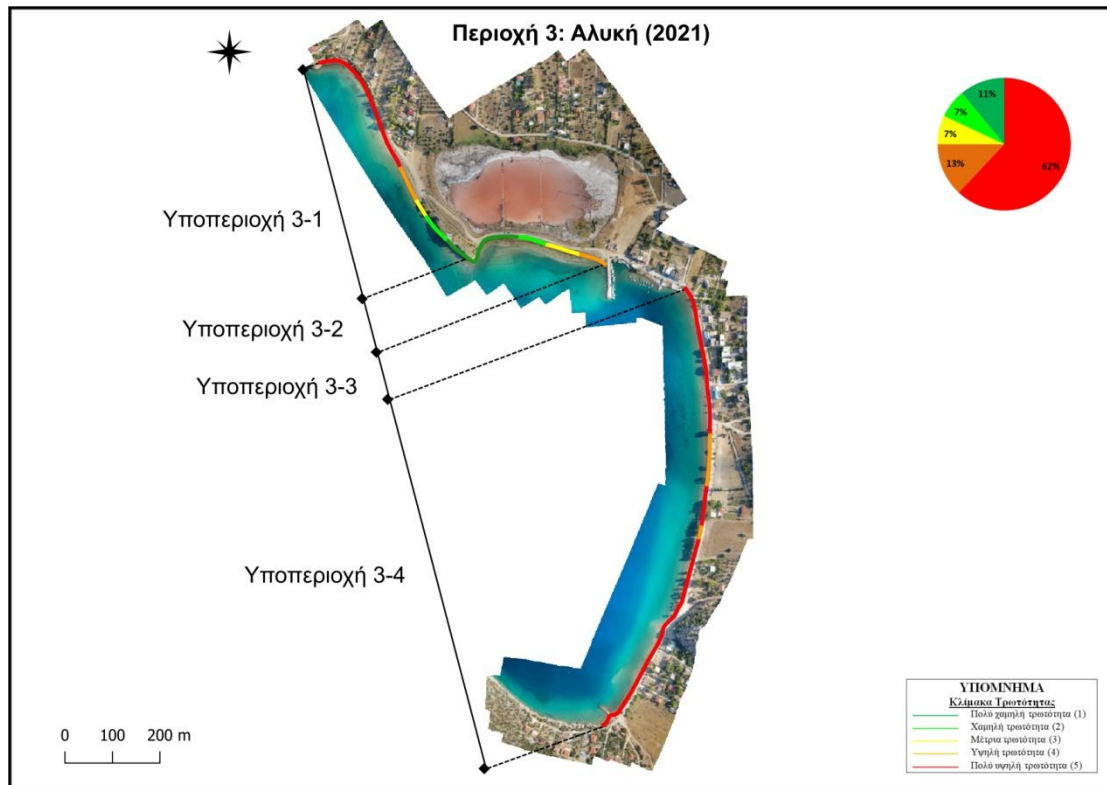 Περιοχή 3: Αλυκή (2021)
11%
7%
7%
13%
62%
Υποπεριοχή 3-1
Υποπεριοχή 3-2
Υποπεριοχή 3-3
Υποπεριοχή 3-4
0 100 200 m
ΥΠΟΜΝΗΜΑ
Κλίμακα Τρωτότητας
Πολύ χαμηλή τρωτότητα (1)
Χαμηλή τρωτότητα (2)
Μέτρια τρωτότητα (3)
Υψηλή τρωτότητα (4)
Πολύ υψηλή τρωτότητα (5)